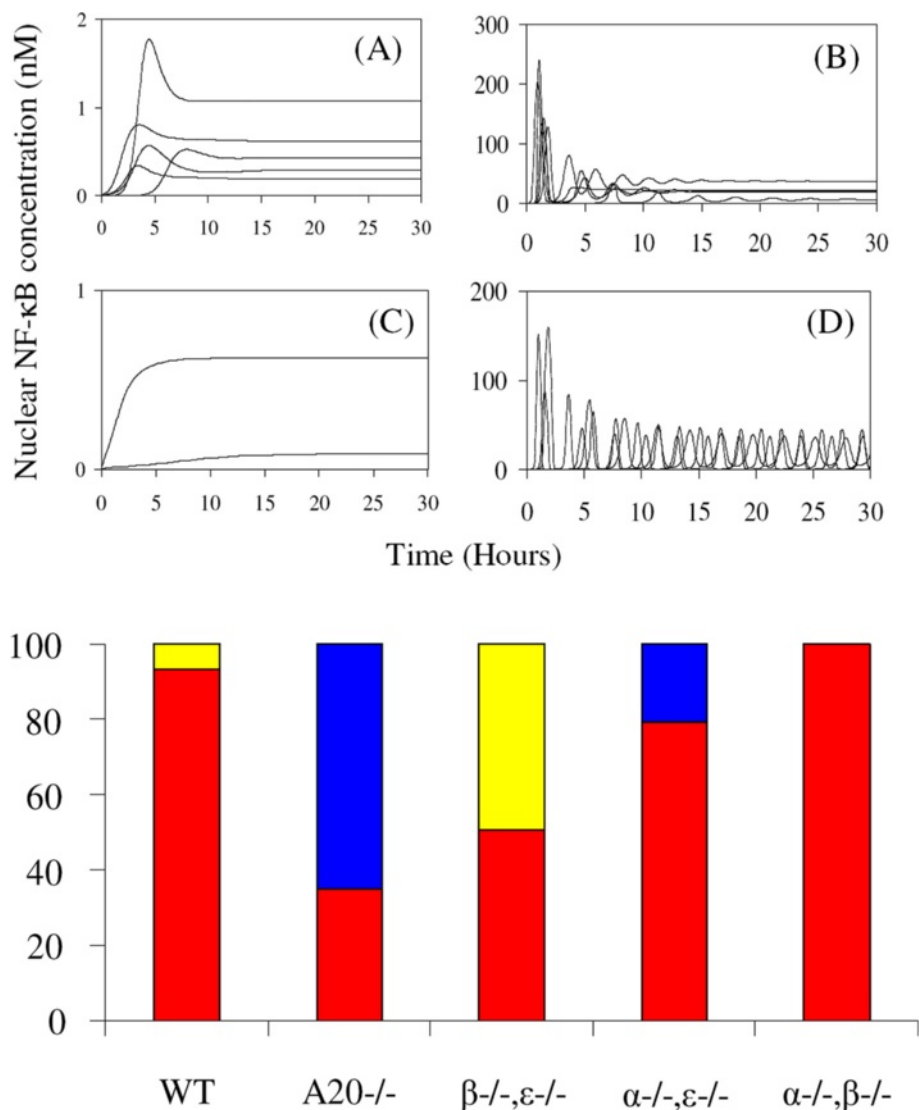 Nuclear NF-κB concentration (nM)
2
1
0
0 5 10 15 20 25 30
(A)
300
200
100
0
0 5 10 15 20 25 30
(B)
1
0
0 5 10 15 20 25 30
(C)
200
100
0
0 5 10 15 20 25 30
(D)
Time (Hours)
100
80
60
40
20
0
WT A20-/- β-/-,ε-/- α-/-,ε-/- α-/-,β-/-